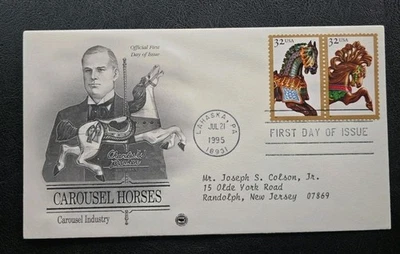 Official First
Day of Issue
32 USA
32 USA
LAHASKA, PA
JUL 21
1995
18931
FIRST DAY OF ISSUE
CAROUSEL HORSES
Carousel Industry
Mr. Joseph S. Colson, Jr.
15 Olde York Road
Randolph, New Jersey 07869